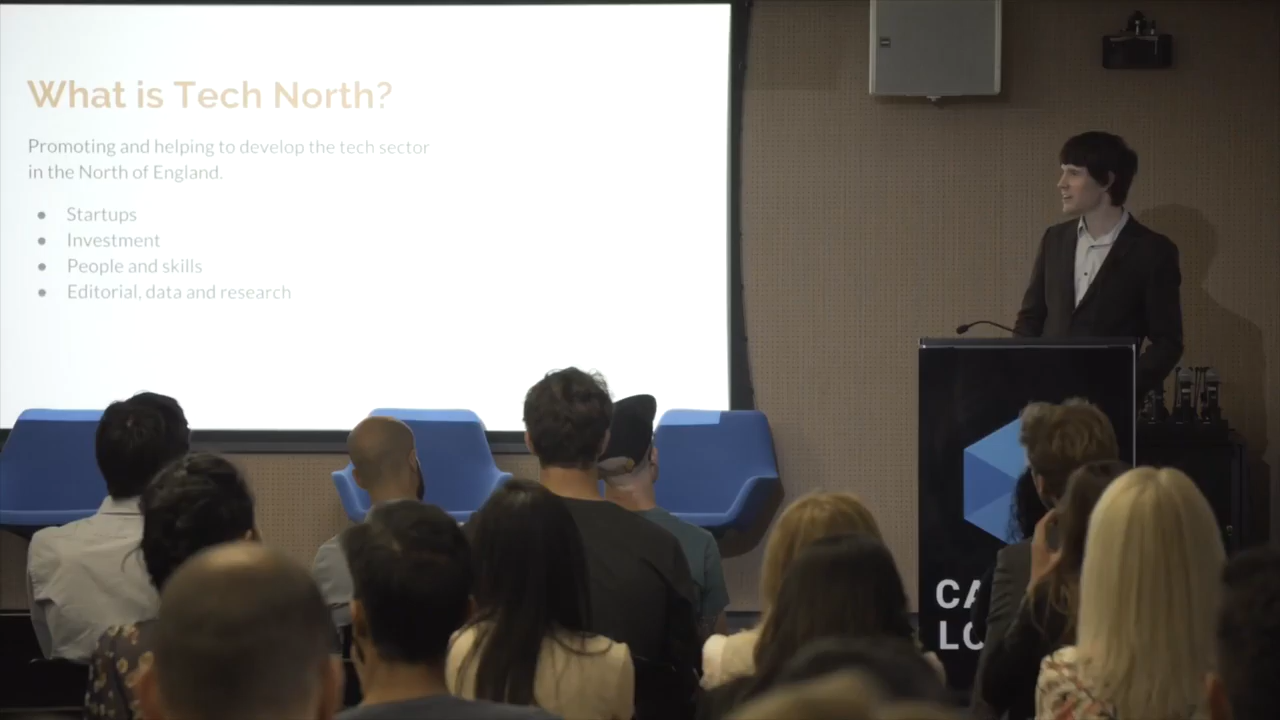 What is Tech North?
Promoting and helping to develop the tech sector
in the North of England.
• Startups
• Investment
• People and skills
• Editorial, data and research
CA
LO